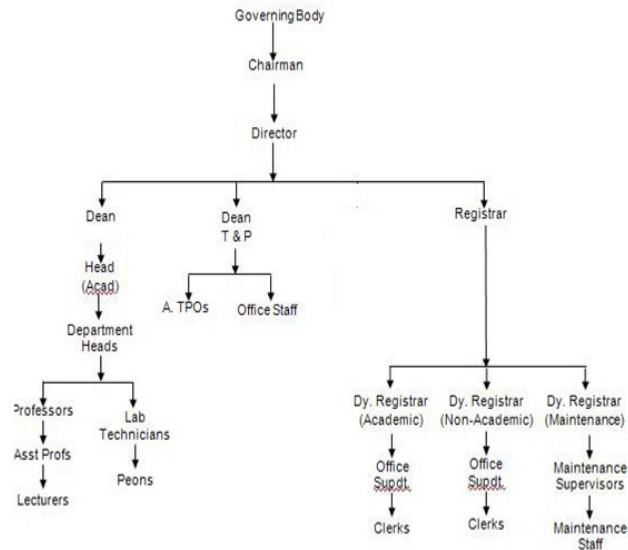 Governing Body
Chairman
Director
Dean
Dean
T & P
Registrar
Head
(Acad)
A. TPOs
Office Staff
Department
Heads
Professors
Lab
Technicians
Asst Profs
Peons
Lecturers
Dy. Registrar
(Academic)
Dy. Registrar
(Non-Academic)
Dy. Registrar
(Maintenance)
Office
Supdt.
Office
Supdt.
Maintenance
Supervisors
Clerks
Clerks
Maintenance
Staff